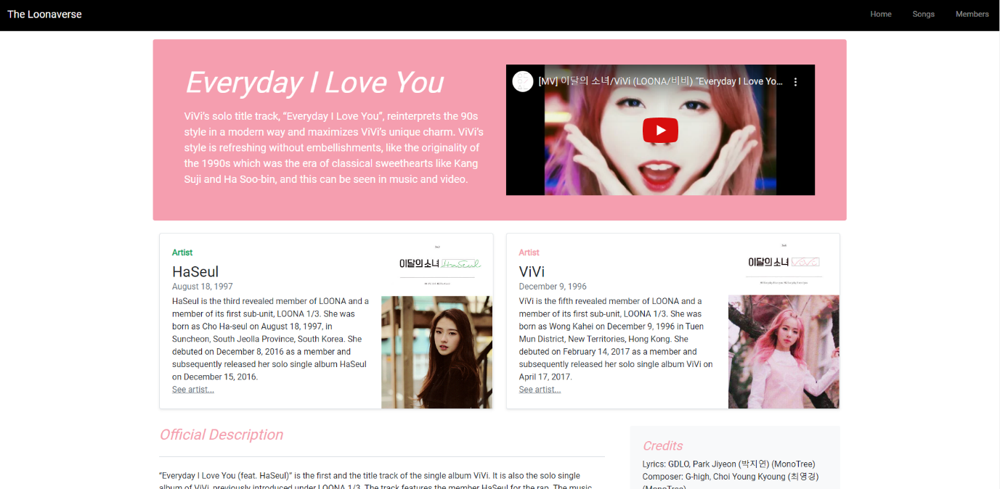 The Loonaverse
Home
Songs
Members
Everyday I Love You
ViVi’s solo title track, “Everyday I Love You”, reinterprets the 90s
style in a modern way and maximizes ViVi’s unique charm. ViVi’s
style is refreshing without embellishments, like the originality of
the 1990s which was the era of classical sweethearts like Kang
Suji and Ha Soo-bin, and this can be seen in music and video.
[MV] 이달의 소녀/ViVi (LOONA/비비) “Everyday I Love Yo...
Artist
HaSeul
August 18, 1997
HaSeul is the third revealed member of LOONA and a
member of its first sub-unit, LOONA 1/3. She was
born as Cho Ha-seul on August 18, 1997, in
Suncheon, South Jeolla Province, South Korea. She
debuted on December 8, 2016 as a member and
subsequently released her solo single album HaSeul
on December 15, 2016.
See artist...
이달의 소녀 HaSeul
Artist
ViVi
December 9, 1996
ViVi is the fifth revealed member of LOONA and a
member of its first sub-unit, LOONA 1/3. She was
born as Wong Kahei on December 9, 1996 in Tuen
Mun District, New Territories, Hong Kong. She
debuted on February 14, 2017 as a member and
subsequently released her solo single album ViVi on
April 17, 2017.
See artist...
이달의 소녀 ViVi
Official Description
“Everyday I Love You (feat. HaSeul)” is the first and the title track of the single album ViVi. It is also the solo single
album of ViVi, previously introduced under LOONA 1/3. The track features the member HaSeul for the rap. The music
Credits
Lyrics: GDLO, Park Jiyeon (박지연) (MonoTree)
Composer: G-high, Choi Young Kyoung (최영경)
(MonoTree)